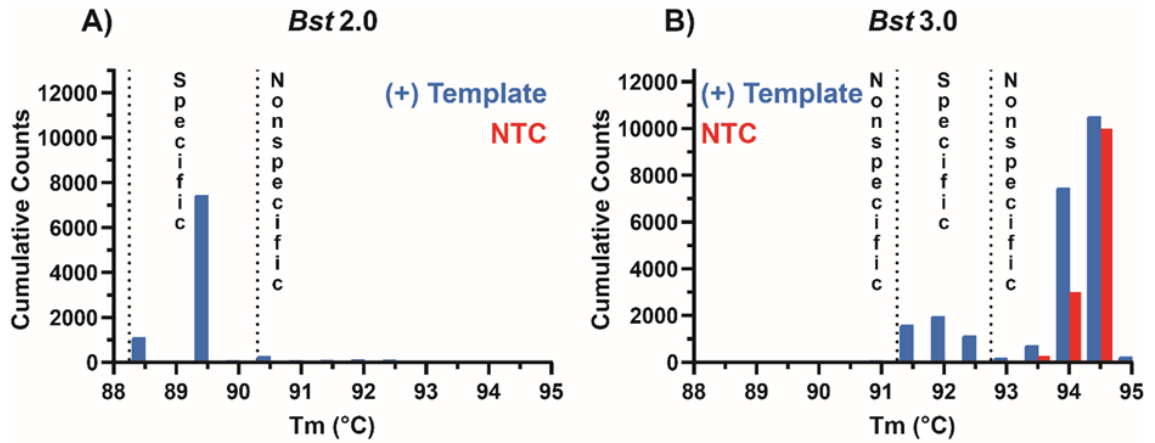 A)
Bst 2.0
Cumulative Counts
12000
10000
8000
6000
4000
2000
0
Specific
Nonspecific
(+) Template
NTC
88 89 90 91 92 93 94 95
Tm (°C)
B)
Bst 3.0
Cumulative Counts
12000
10000
8000
6000
4000
2000
0
(+) Template
NTC
Nonspecific
Specific
Nonspecific
88 89 90 91 92 93 94 95
Tm (°C)